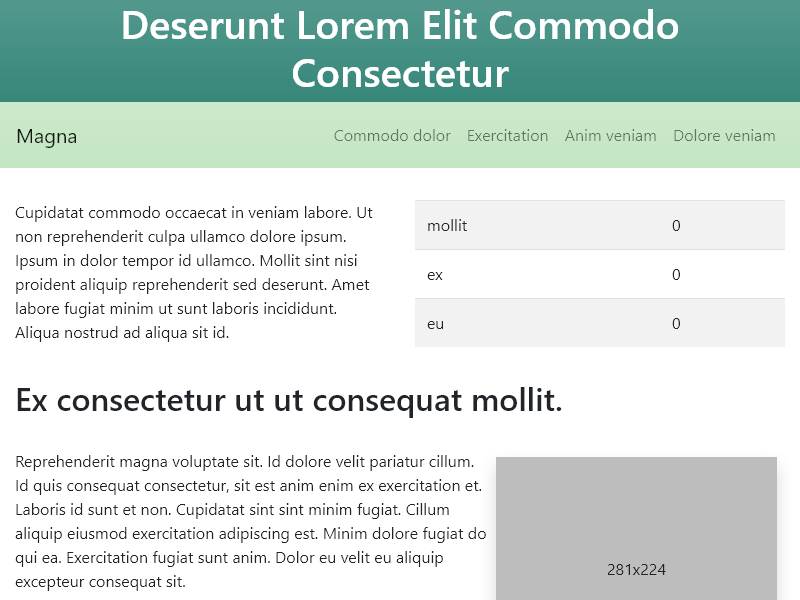 Deserunt Lorem Elit Commodo
Consectetur
Magna
Commodo dolor Exercitation Anim veniam Dolore veniam
Cupidatat commodo occaecat in veniam labore. Ut
non reprehenderit culpa ullamco dolore ipsum.
Ipsum in dolor tempor id ullamco. Mollit sint nisi
proident aliquip reprehenderit sed deserunt. Amet
labore fugiat minim ut sunt laboris incididunt.
Aliqua nostrud ad aliqua sit id.
mollit 0
ex 0
eu 0
Ex consectetur ut ut consequat mollit.
Reprehenderit magna voluptate sit. Id dolore velit pariatur cillum.
Id quis consequat consectetur, sit est anim enim ex exercitation et.
Laboris id sunt et non. Cupidatat sint sint minim fugiat. Cillum
aliquip eiusmod exercitation adipiscing est. Minim dolore fugiat do
qui ea. Exercitation fugiat sunt anim. Dolor eu velit eu aliquip
excepteur consequat sit.
281x224